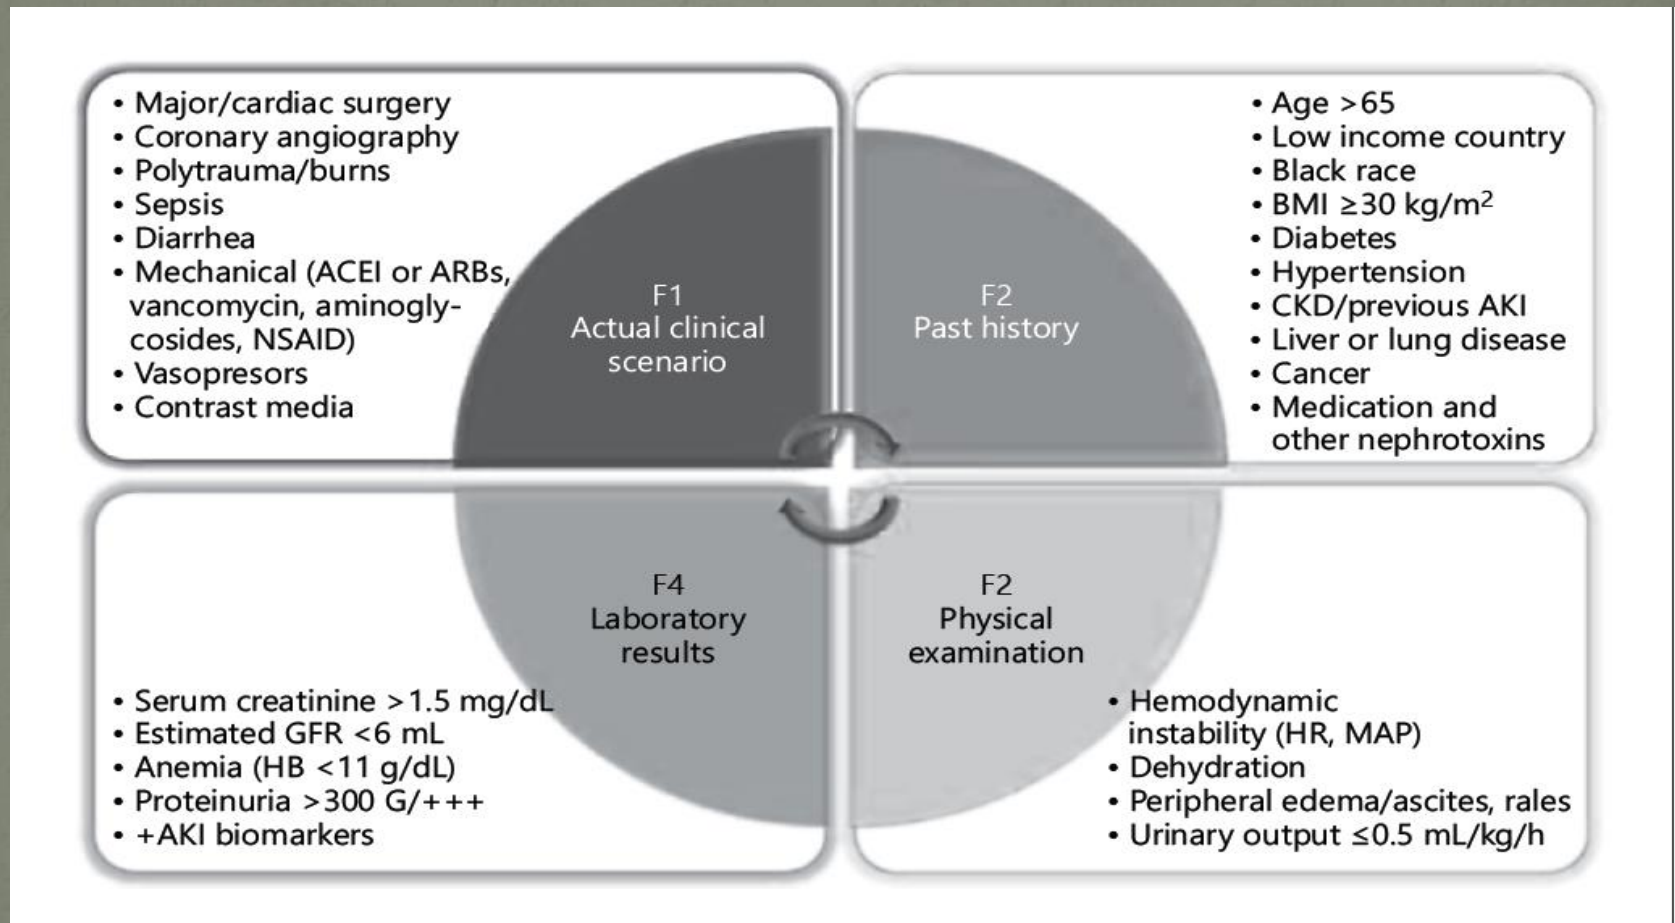 • Major/cardiac surgery
• Coronary angiography
• Polytrauma/burns
• Sepsis
• Diarrhea
• Mechanical (ACEI or ARBs,
vancomycin, aminogly-
cosides, NSAID)
• Vasopresors
• Contrast media
F1
Actual clinical
scenario
F2
Past history
• Age >65
• Low income country
• Black race
• BMI ≥30 kg/m²
• Diabetes
• Hypertension
• CKD/previous AKI
• Liver or lung disease
• Cancer
• Medication and
other nephrotoxins
F4
Laboratory
results
• Serum creatinine >1.5 mg/dL
• Estimated GFR <6 mL
• Anemia (HB <11 g/dL)
• Proteinuria >300 G/+++
• +AKI biomarkers
F2
Physical
examination
• Hemodynamic
instability (HR, MAP)
• Dehydration
• Peripheral edema/ascites, rales
• Urinary output ≤0.5 mL/kg/h